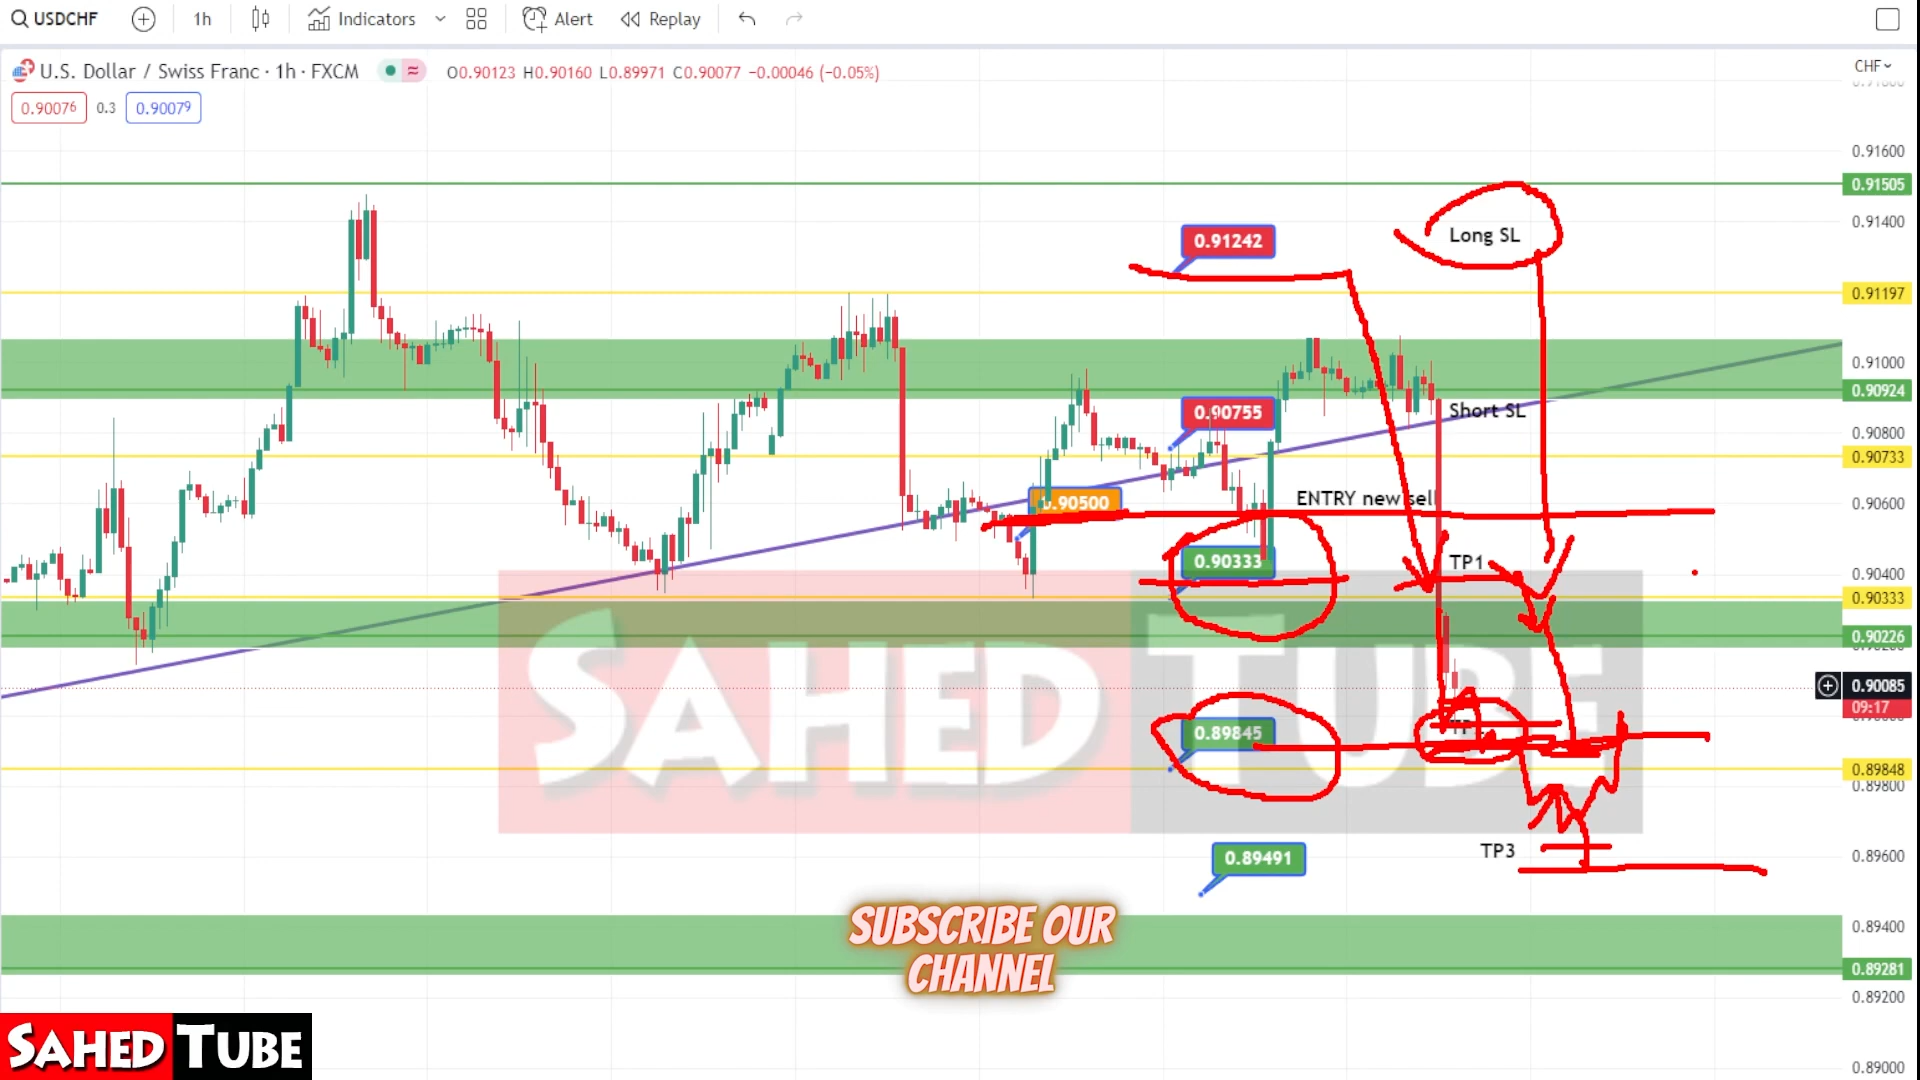 USDCHF 1h Indicators Alert Replay
U.S. Dollar / Swiss Franc · 1h · FXCM O0.90123 H0.90160 L0.89971 C0.90077 −0.00046 (−0.05%)
CHF
0.90076 0.3 0.90079
0.91600
0.91505
0.91400
Long SL
0.91242
0.91197
0.91000
0.90924
0.90755
Short SL
0.90800
0.90733
0.90600
ENTRY new sell
0.90500
0.90333
TP1
0.90400
0.90333
0.90226
0.90085
09:17
0.89845
0.89848
0.89800
SAHED TUBE
TP3
0.89600
0.89491
SUBSCRIBE OUR
CHANNEL
0.89400
0.89281
0.89200
SAHED TUBE
0.89000